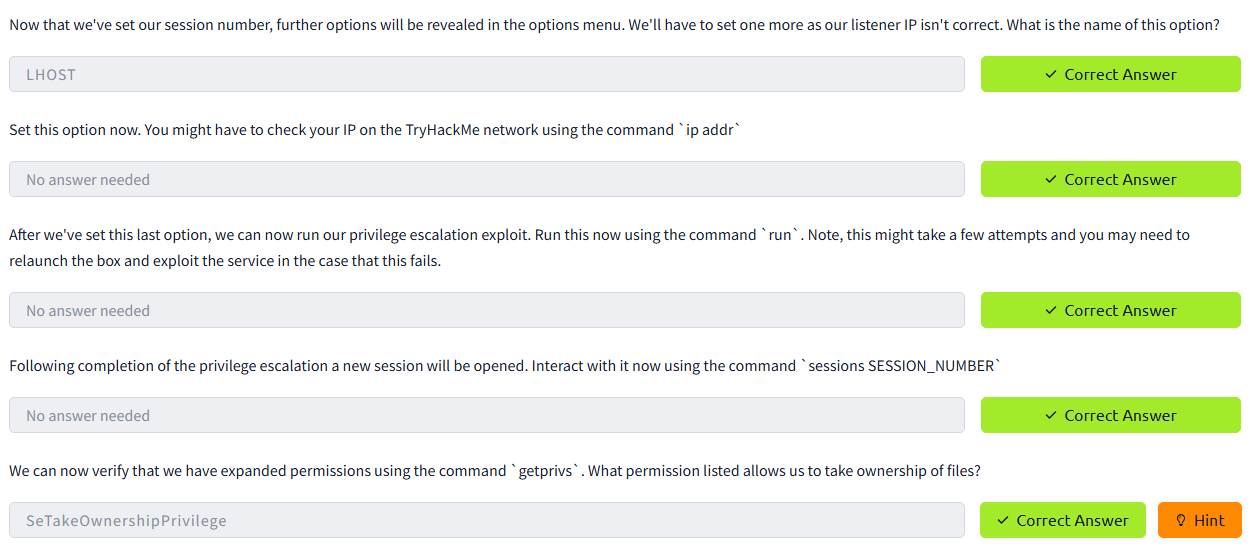 Now that we've set our session number, further options will be revealed in the options menu. We'll have to set one more as our listener IP isn't correct. What is the name of this option?
LHOST
Correct Answer
Set this option now. You might have to check your IP on the TryHackMe network using the command `ip addr`
No answer needed
Correct Answer
After we've set this last option, we can now run our privilege escalation exploit. Run this now using the command `run`. Note, this might take a few attempts and you may need to
relaunch the box and exploit the service in the case that this fails.
No answer needed
Correct Answer
Following completion of the privilege escalation a new session will be opened. Interact with it now using the command `sessions SESSION_NUMBER`
No answer needed
Correct Answer
We can now verify that we have expanded permissions using the command `getprivs`. What permission listed allows us to take ownership of files?
SeTakeOwnershipPrivilege
Correct Answer
Hint